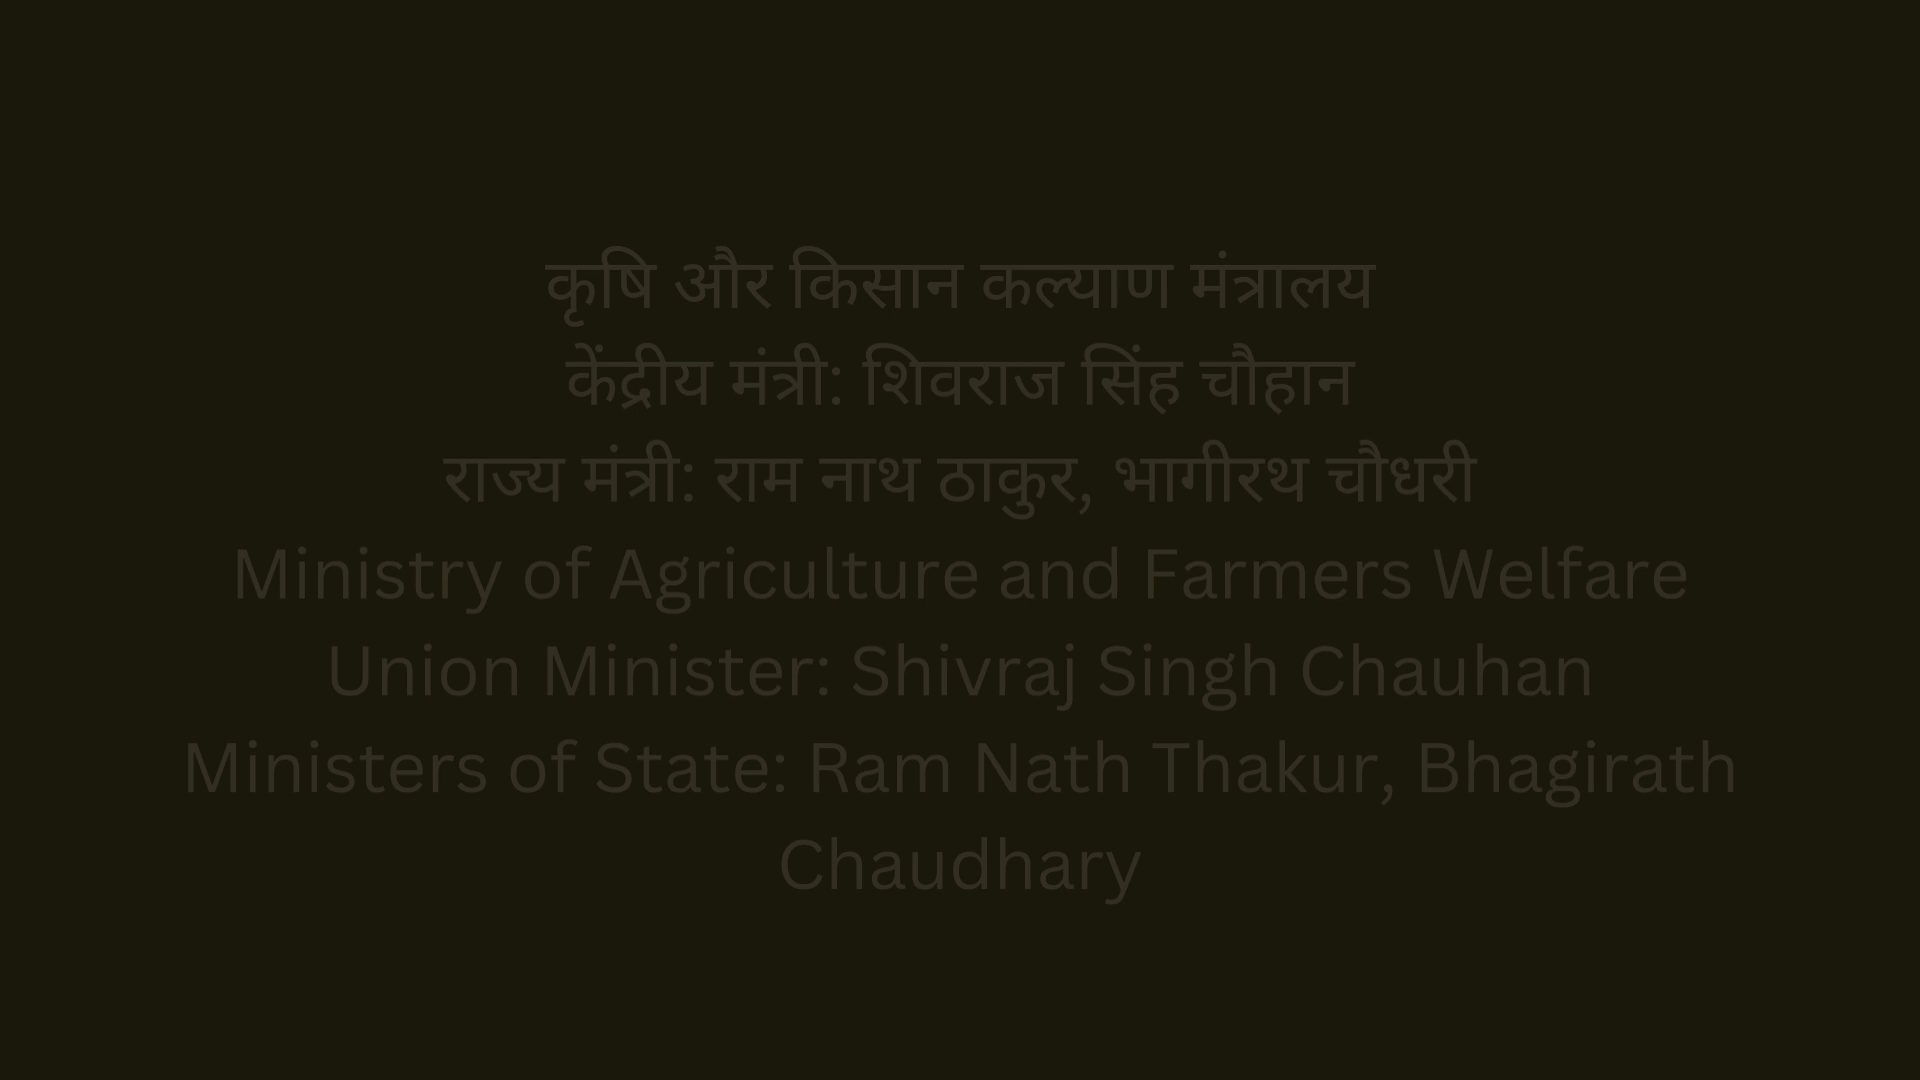 कृषि और किसान कल्याण मंत्रालय
केंद्रीय मंत्री: शिवराज सिंह चौहान
राज्य मंत्री: राम नाथ ठाकुर, भागीरथ चौधरी
Ministry of Agriculture and Farmers Welfare
Union Minister: Shivraj Singh Chauhan
Ministers of State: Ram Nath Thakur, Bhagirath
Chaudhary